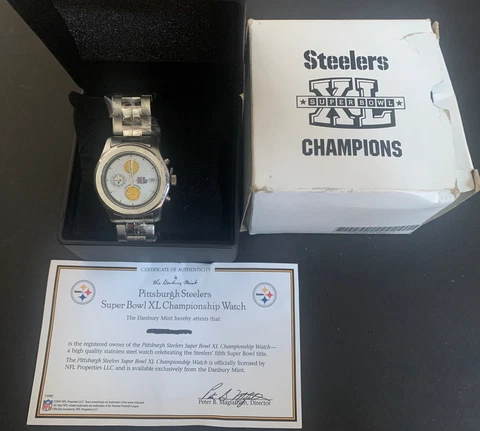 Steelers
XL
SUPER BOWL
CHAMPIONS
CERTIFICATE OF AUTHENTICITY
the Danbury Mint
Pittsburgh Steelers
Super Bowl XL Championship Watch
The Danbury Mint hereby attests that
is the registered owner of the Pittsburgh Steelers Super Bowl XL Championship Watch—
a high quality stainless steel watch celebrating the Steelers' fifth Super Bowl title.
The Pittsburgh Steelers Super Bowl XL Championship Watch is officially licensed by
NFL Properties LLC and is available exclusively from the Danbury Mint.
Director